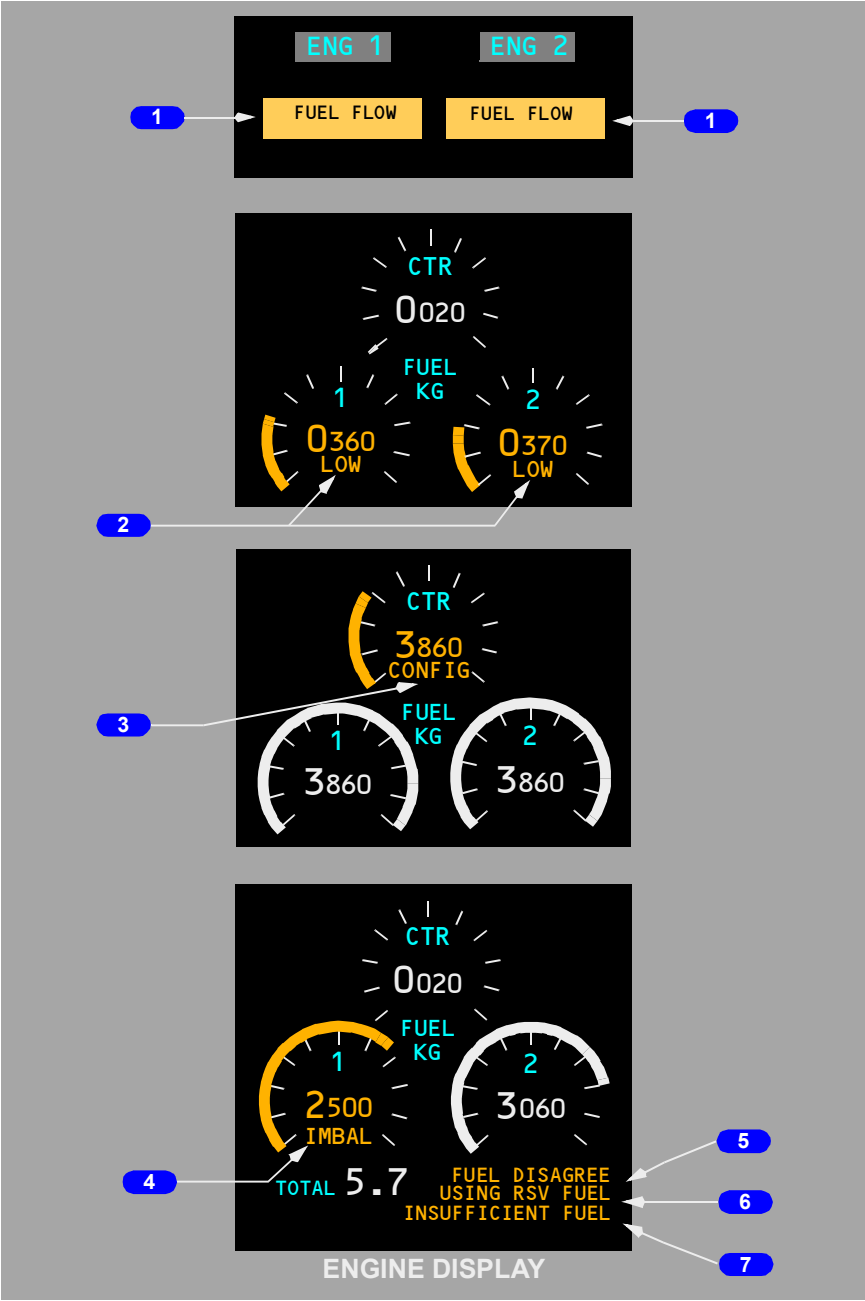 ENG 1 ENG 2
1 FUEL FLOW FUEL FLOW 1
CTR
0020
FUEL
KG
1 2
0360 0370
LOW LOW
2
CTR
3860
CONFIG
3
FUEL
KG
1 2
3860 3860
CTR
0020
FUEL
KG
1 2
2500 3060
IMBAL
4
TOTAL 5.7
FUEL DISAGREE 5
USING RSV FUEL 6
INSUFFICIENT FUEL 7
ENGINE DISPLAY